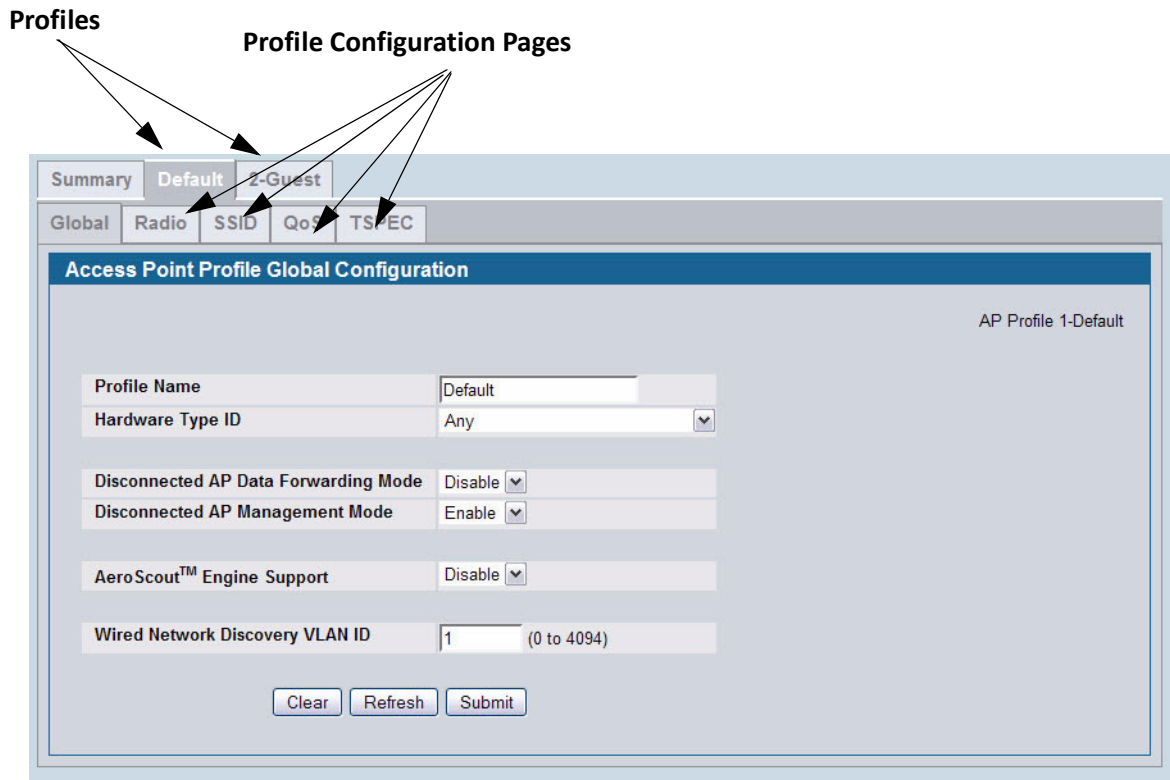 Profiles
Profile Configuration Pages
Summary Default 2-Guest
Global Radio SSID QoS TSPEC
Access Point Profile Global Configuration
AP Profile 1-Default
Profile Name Default
Hardware Type ID Any
Disconnected AP Data Forwarding Mode Disable
Disconnected AP Management Mode Enable
AeroScout™ Engine Support Disable
Wired Network Discovery VLAN ID 1 (0 to 4094)
Clear Refresh Submit